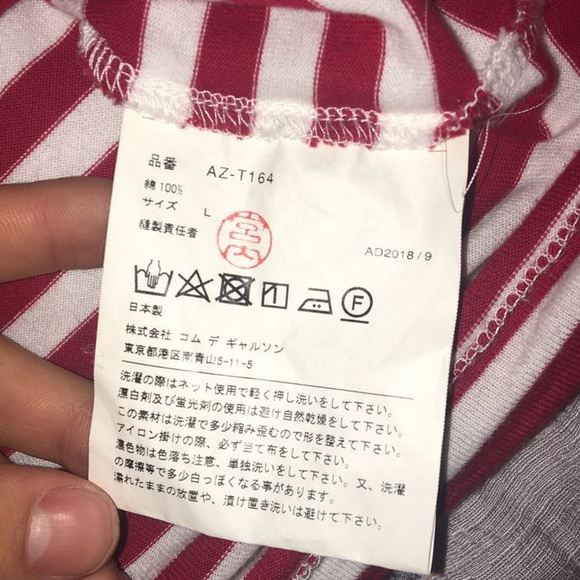 品番 AZ-T164
綿 100%
サイズ L
縫製責任者
AD2018/9
F
日本製
株式会社 コム デ ギャルソン
東京都港区南青山5-11-5
洗濯の際はネット使用で軽く押し洗いをして下さい。
漂白剤及び蛍光剤の使用は避け自然乾燥をして下さい。
この素材は洗濯で多少縮み歪むので形を整えて下さい。
アイロン掛けの際、必ず当て布をして下さい。
濃色物は色落ち注意、単独洗いをして下さい。又、洗濯
の摩擦等で多少白っぽくなる事があります。
濡れたままの放置や、漬け置き洗いは避けて下さい。